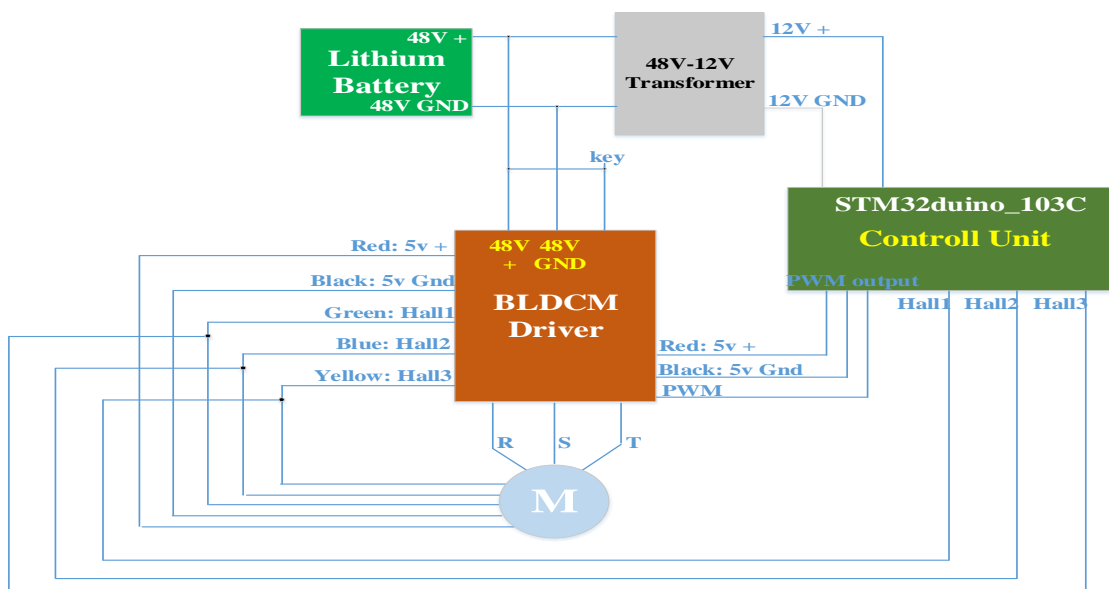 48V +
Lithium
Battery
48V GND
48V-12V
Transformer
12V +
12V GND
key
STM32duino_103C
Controll Unit
PWM output
Hall1 Hall2 Hall3
48V 48V
+ GND
BLDCM
Driver
Red: 5v +
Black: 5v Gnd
Green: Hall1
Blue: Hall2
Yellow: Hall3
Red: 5v +
Black: 5v Gnd
PWM
R S T
M